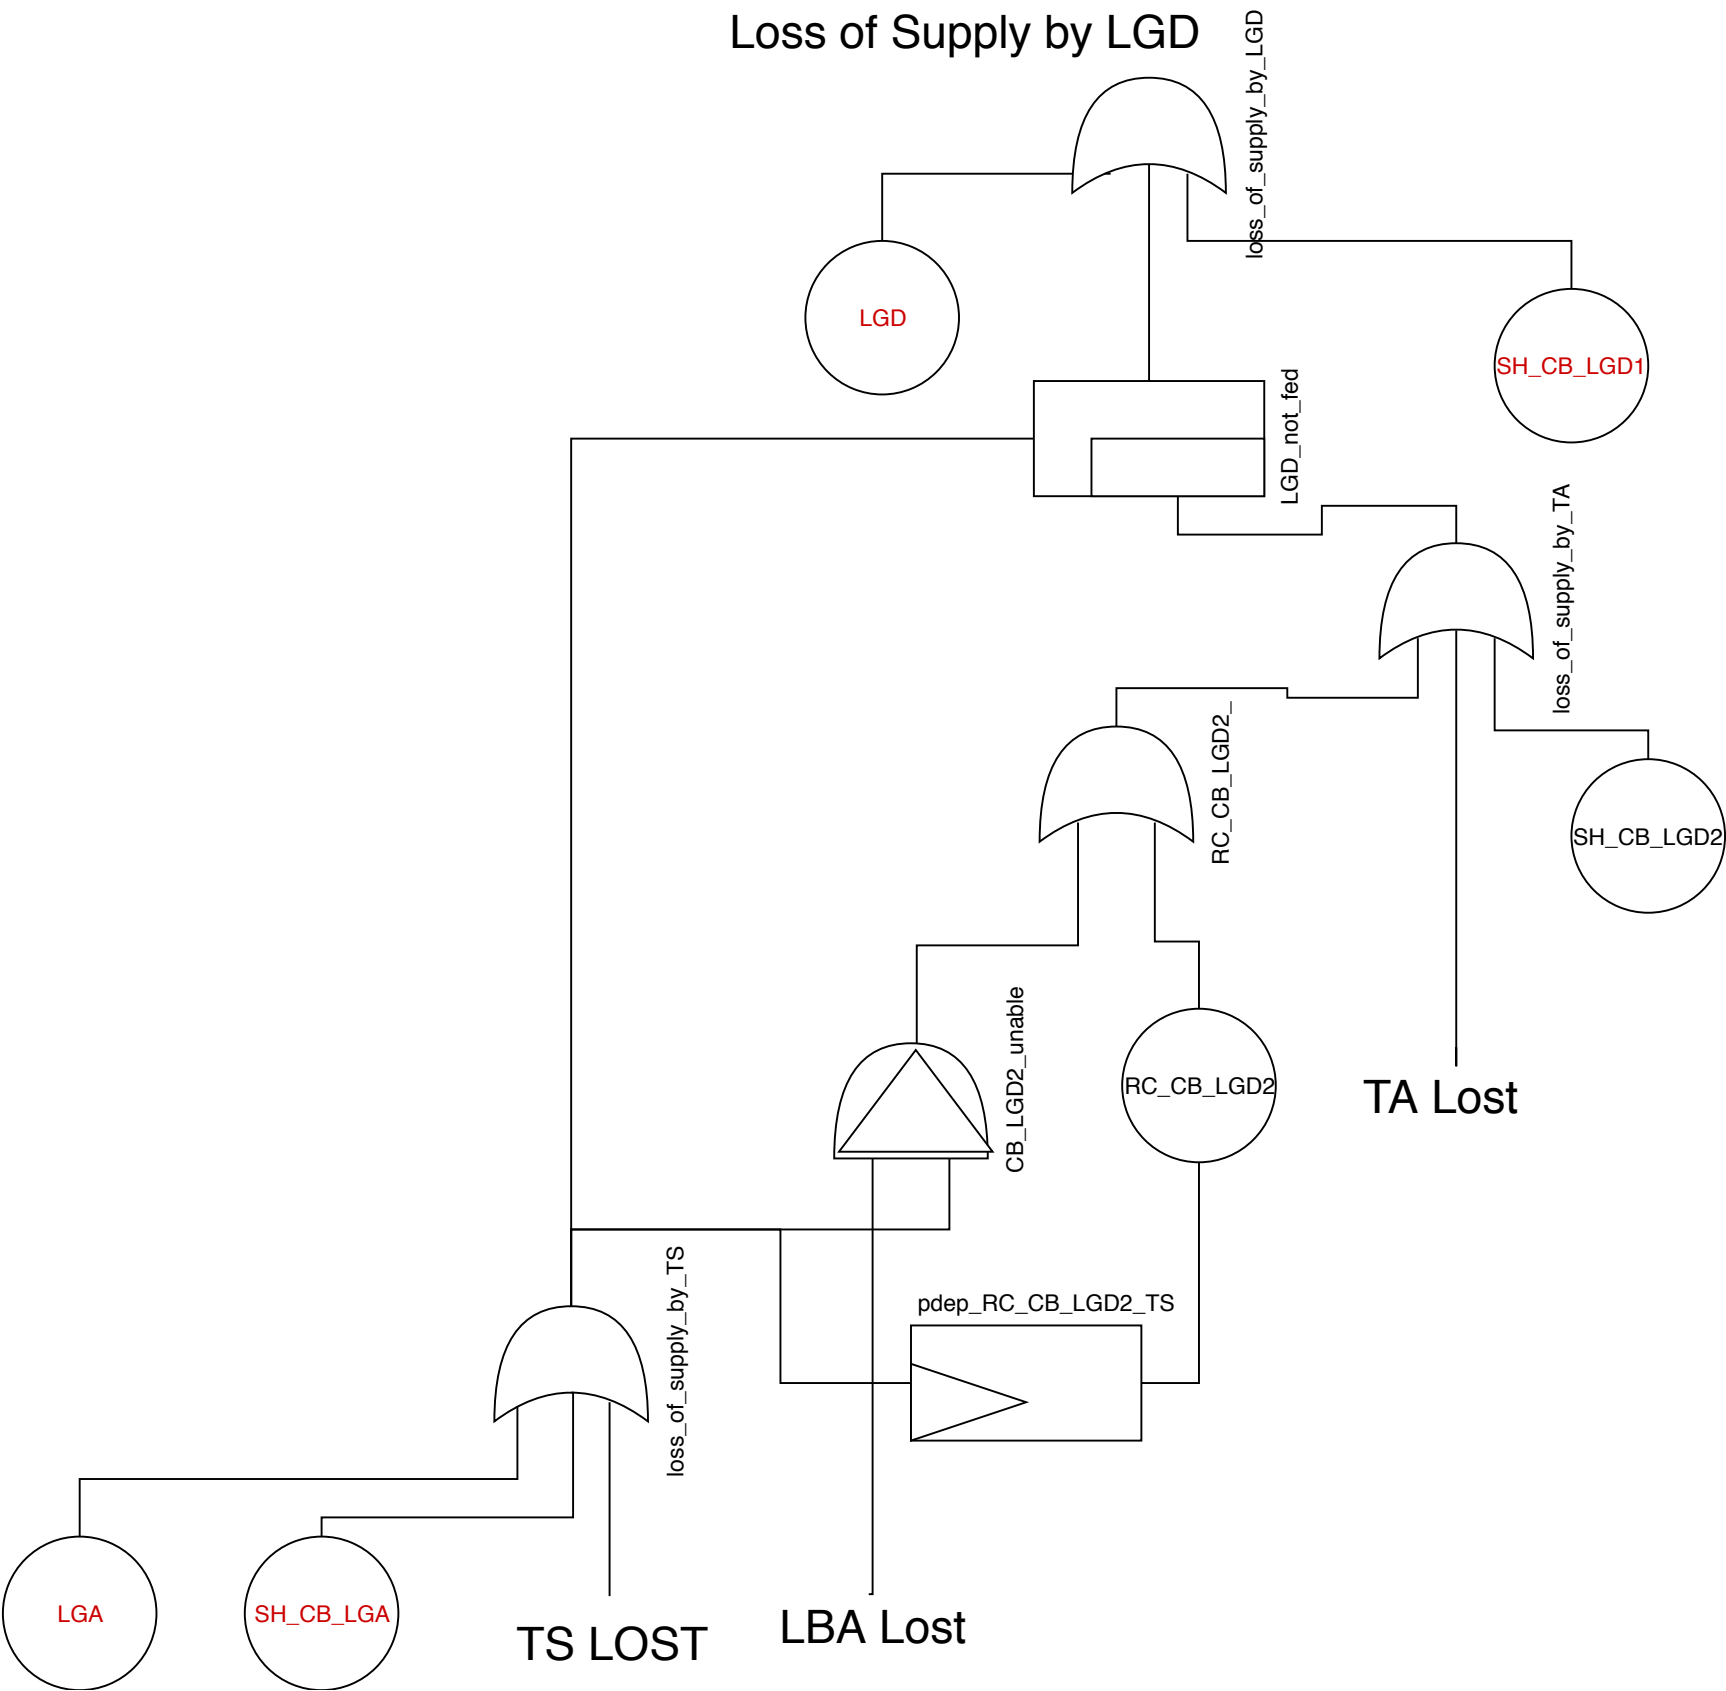 Loss of Supply by LGD
loss_of_supply_by_LGD
LGD
SH_CB_LGD1
LGD_not_fed
loss_of_supply_by_TA
RC_CB_LGD2_
SH_CB_LGD2
CB_LGD2_unable
RC_CB_LGD2
TA Lost
loss_of_supply_by_TS
pdep_RC_CB_LGD2_TS
LGA
SH_CB_LGA
TS LOST
LBA Lost